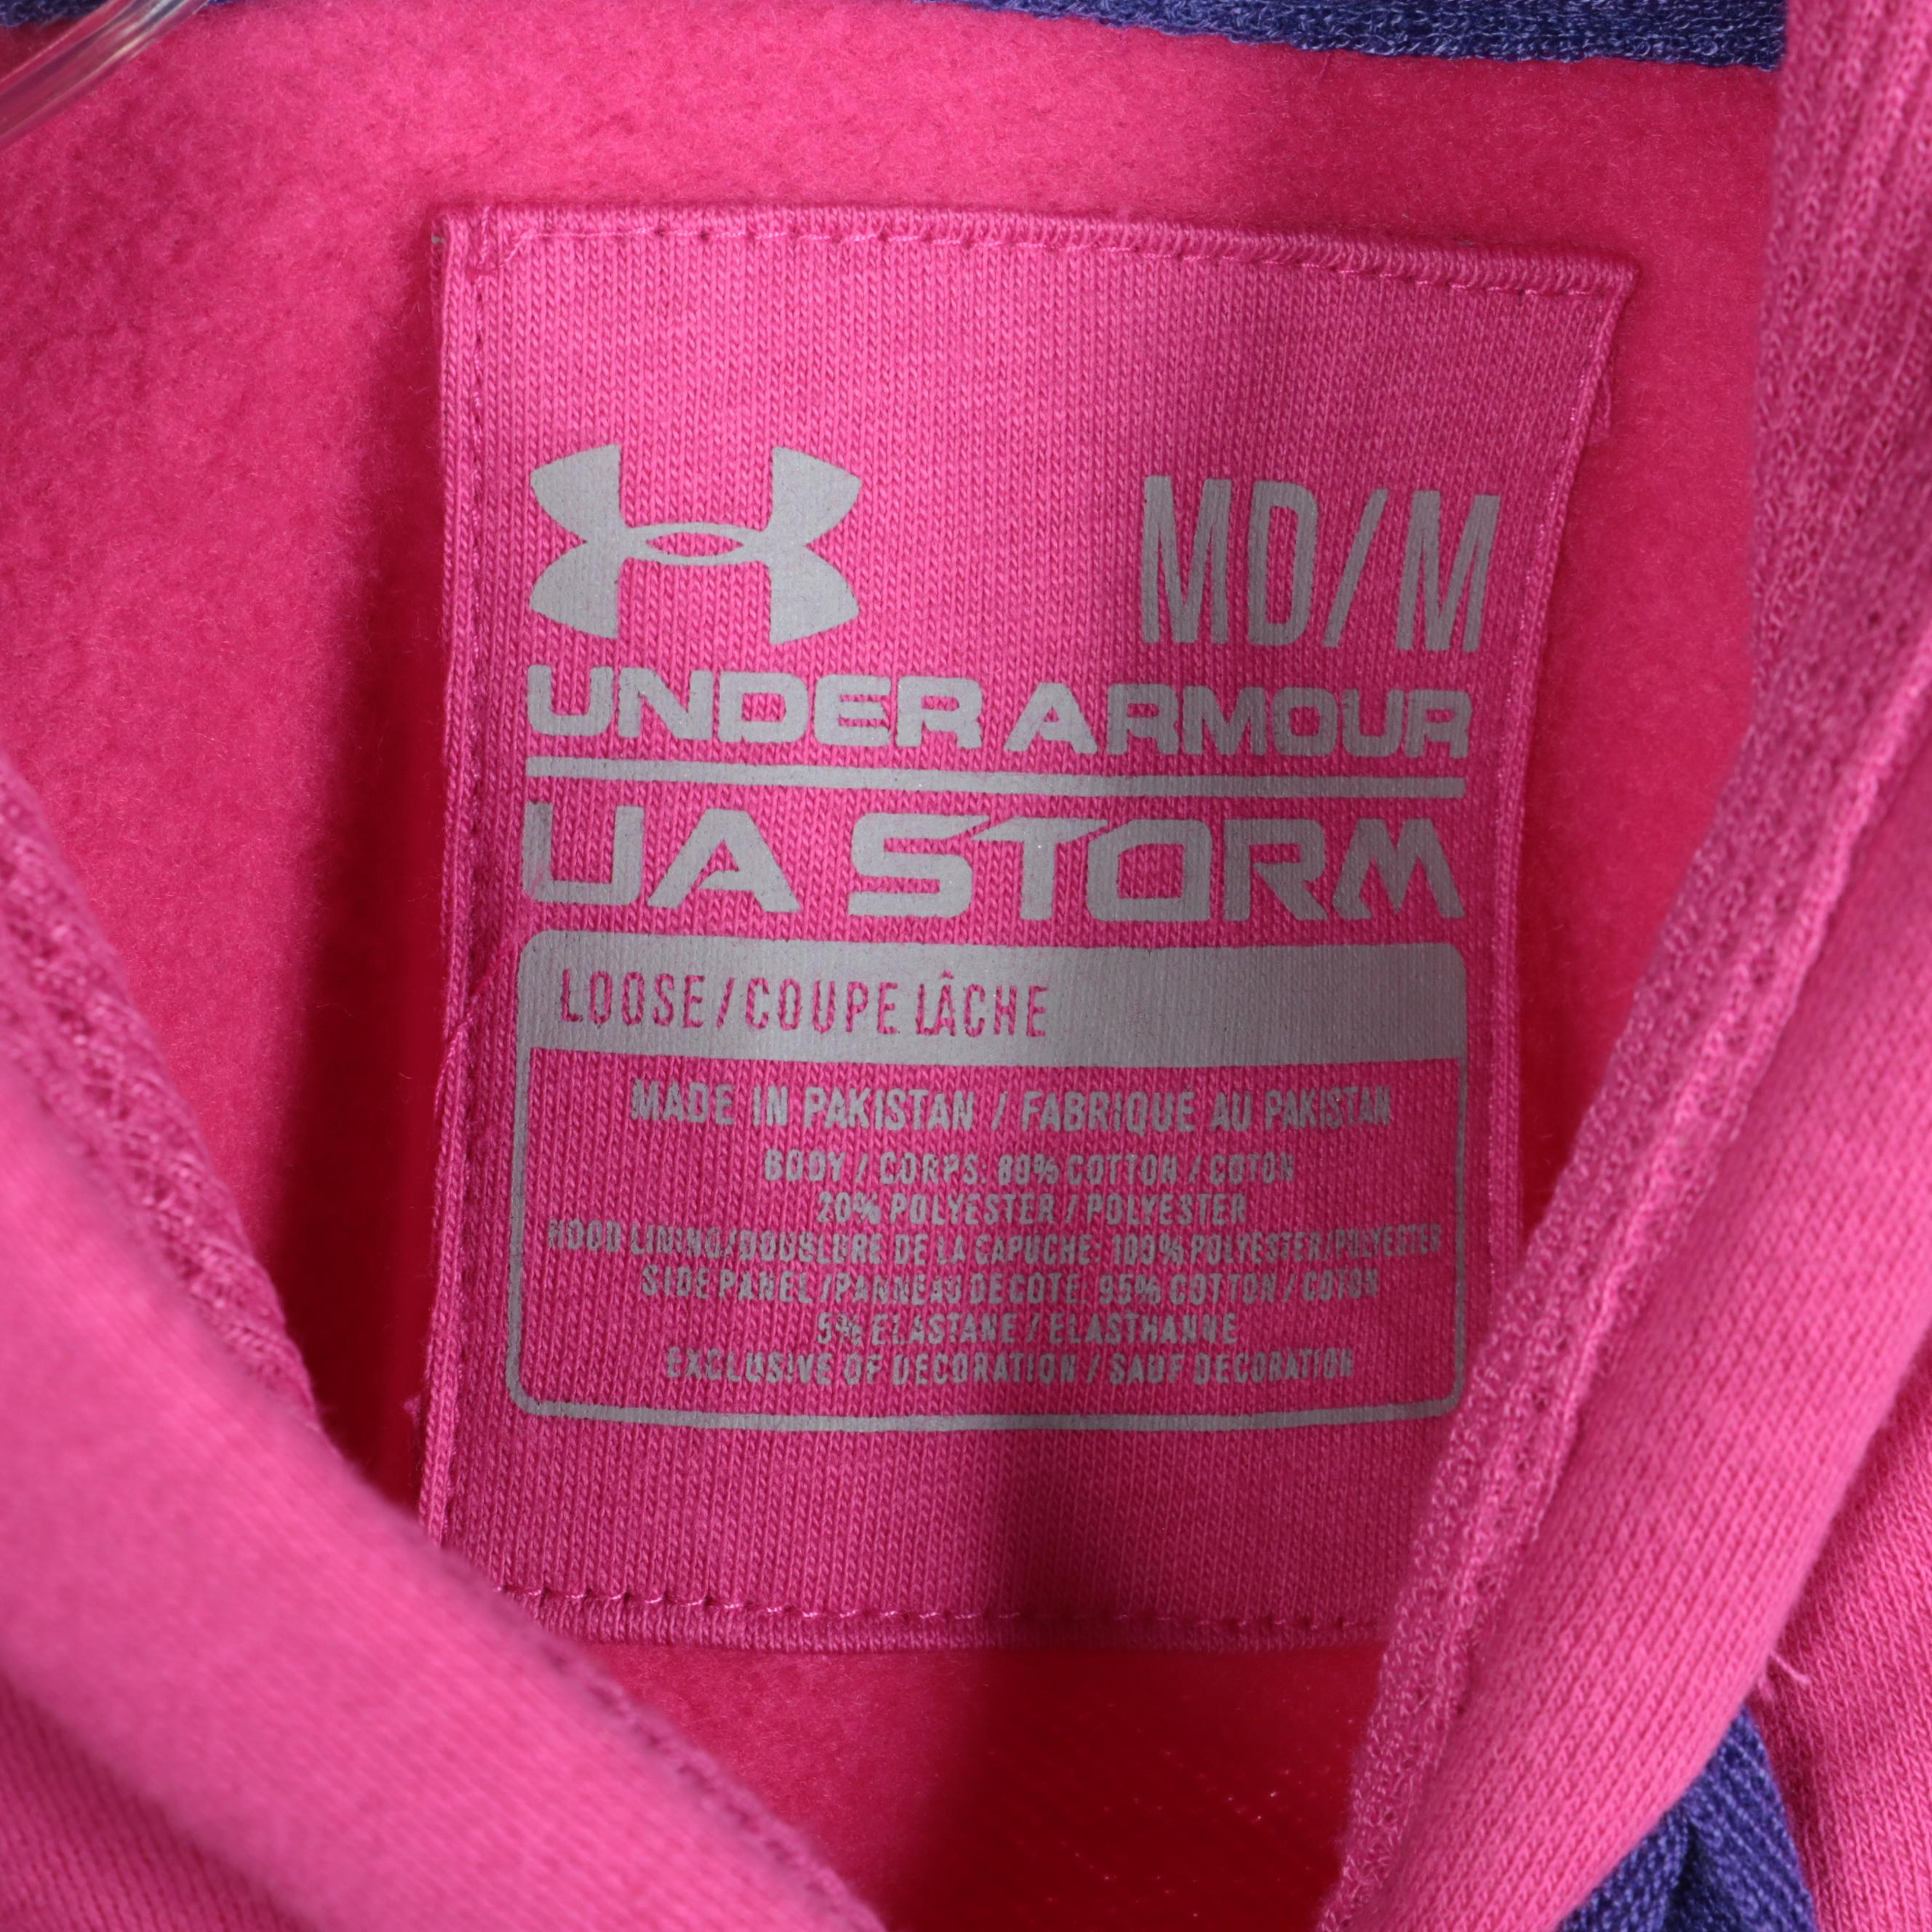 MD/M
UNDER ARMOUR
UA STORM
LOOSE/COUPE LÂCHE
MADE IN PAKISTAN / FABRIQUÉ AU PAKISTAN
BODY / CORPS: 80% COTTON / COTON
20% POLYESTER / POLYESTER
HOOD LINING/DOUBLURE DE LA CAPUCHE: 100% POLYESTER/POLYESTER
SIDE PANEL/PANNEAU DE COTE: 95% COTTON / COTON
5% ELASTANE / ELASTHANNE
EXCLUSIVE OF DECORATION / SAUF DECORATION